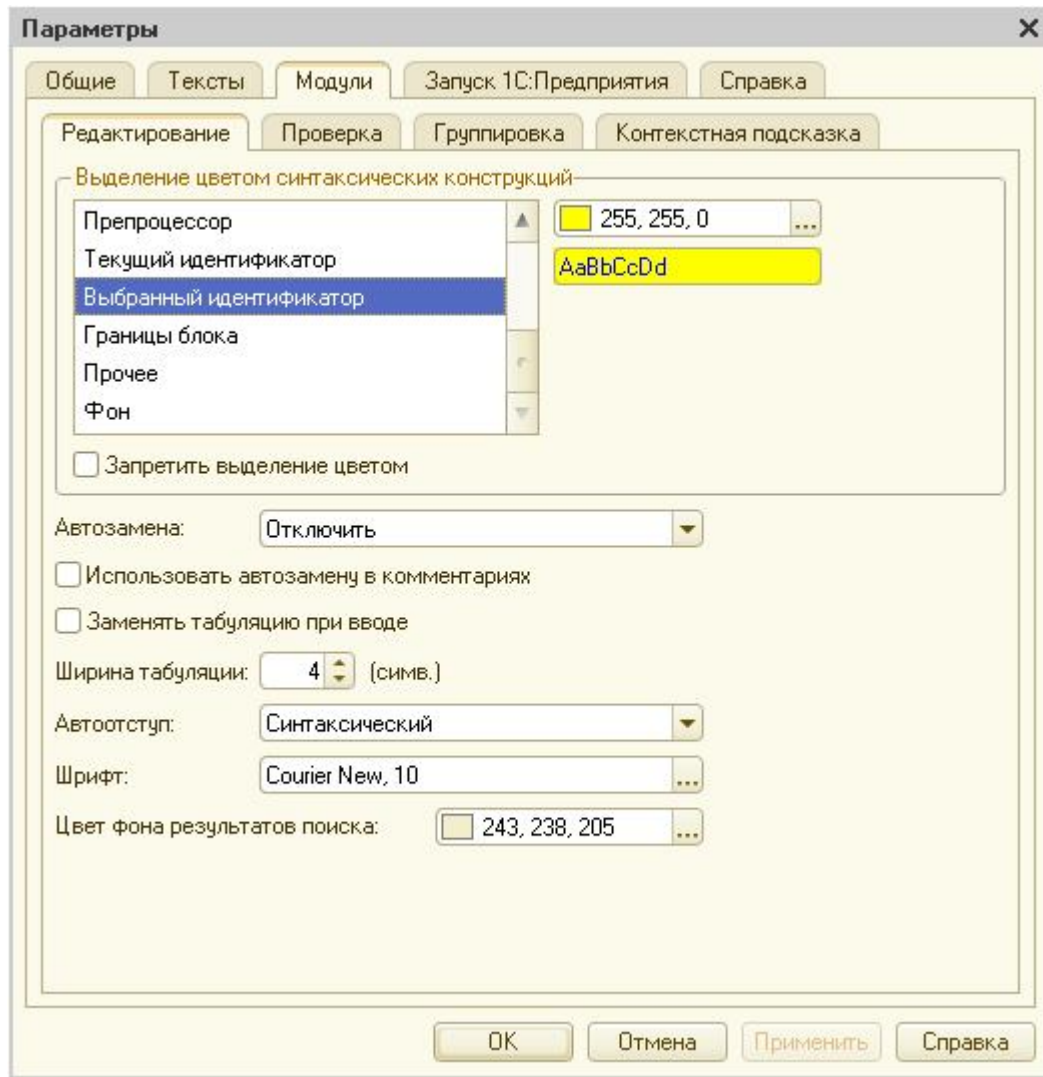 Параметры
Общие Тексты Модули Запуск 1С:Предприятия Справка
Редактирование Проверка Группировка Контекстная подсказка
Выделение цветом синтаксических конструкций
Препроцессор
255, 255, 0 ...
Текущий идентификатор
AaBbCcDd
Выбранный идентификатор
Границы блока
Прочее
Фон
Запретить выделение цветом
Автозамена: Отключить
Использовать автозамену в комментариях
Заменять табуляцию при вводе
Ширина табуляции: 4 (симв.)
Автоотступ: Синтаксический
Шрифт: Courier New, 10 ...
Цвет фона результатов поиска: 243, 238, 205 ...
OK Отмена Применить Справка